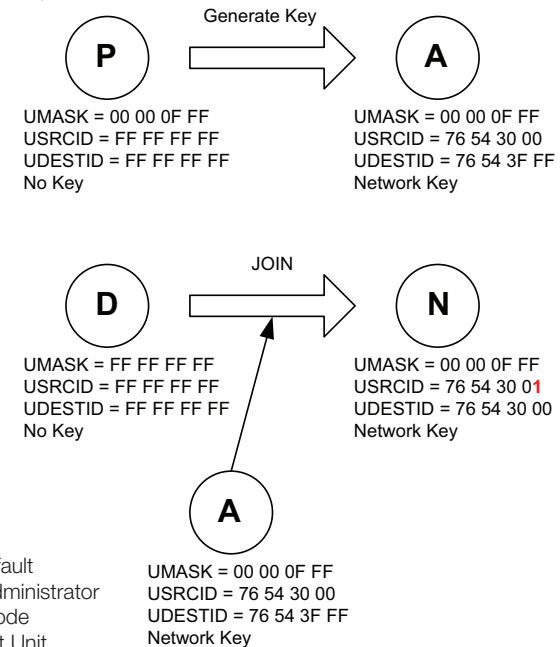 Generate Key
P
A
UMASK = 00 00 0F FF
USRCID = FF FF FF FF
UDESTID = FF FF FF FF
No Key
UMASK = 00 00 0F FF
USRCID = 76 54 30 00
UDESTID = 76 54 3F FF
Network Key
JOIN
D
N
UMASK = FF FF FF FF
USRCID = FF FF FF FF
UDESTID = FF FF FF FF
No Key
UMASK = 00 00 0F FF
USRCID = 76 54 30 01
UDESTID = 76 54 30 00
Network Key
A
UMASK = 00 00 0F FF
USRCID = 76 54 30 00
UDESTID = 76 54 3F FF
Network Key